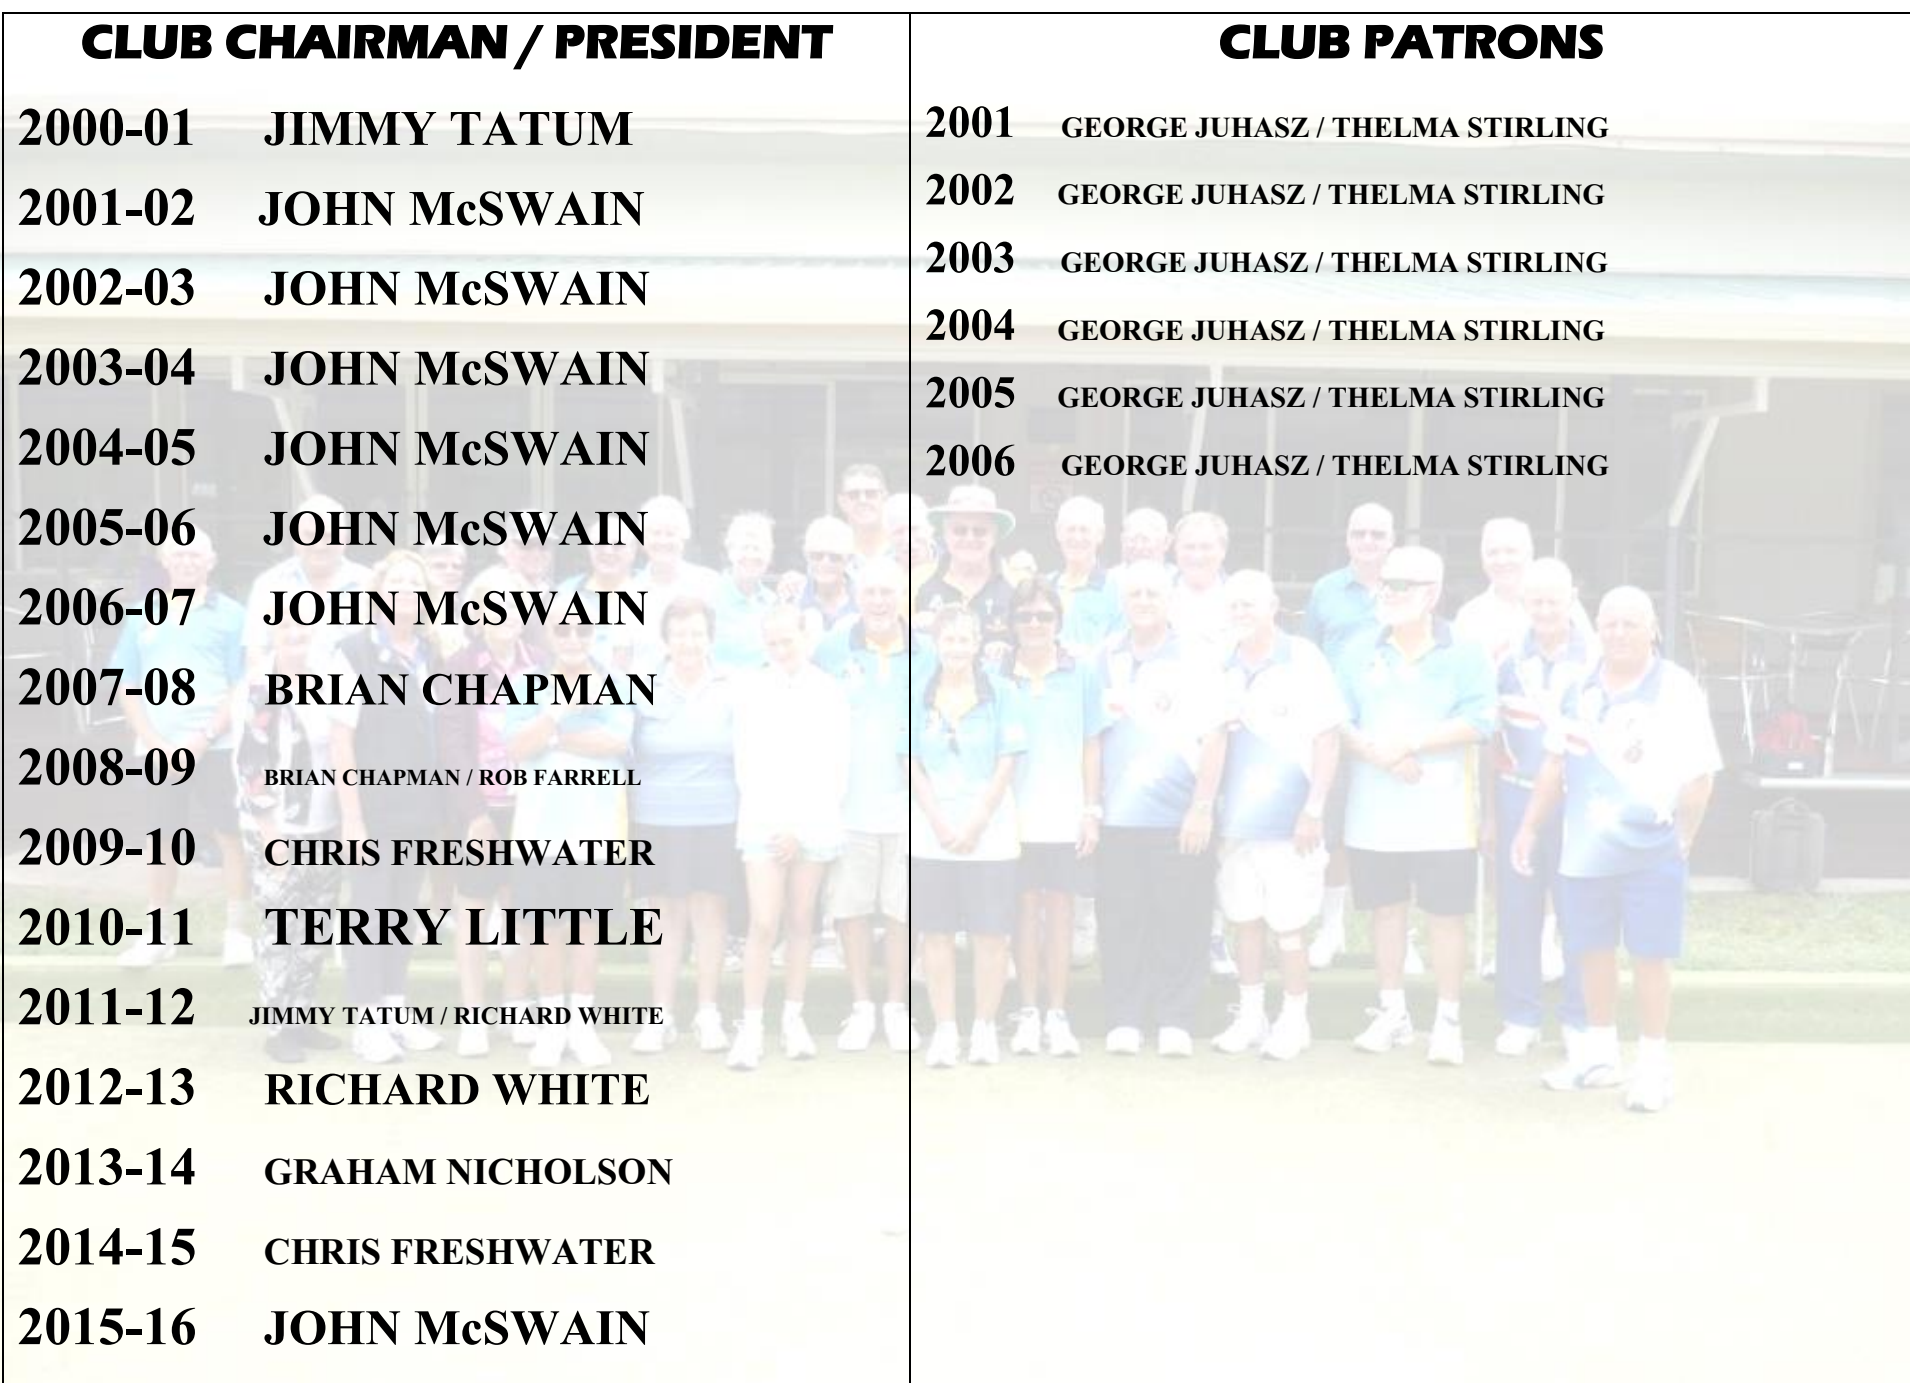 CLUB CHAIRMAN / PRESIDENT
2000-01 JIMMY TATUM
2001-02 JOHN McSWAIN
2002-03 JOHN McSWAIN
2003-04 JOHN McSWAIN
2004-05 JOHN McSWAIN
2005-06 JOHN McSWAIN
2006-07 JOHN McSWAIN
2007-08 BRIAN CHAPMAN
2008-09 BRIAN CHAPMAN / ROB FARRELL
2009-10 CHRIS FRESHWATER
2010-11 TERRY LITTLE
2011-12 JIMMY TATUM / RICHARD WHITE
2012-13 RICHARD WHITE
2013-14 GRAHAM NICHOLSON
2014-15 CHRIS FRESHWATER
2015-16 JOHN McSWAIN
CLUB PATRONS
2001 GEORGE JUHASZ / THELMA STIRLING
2002 GEORGE JUHASZ / THELMA STIRLING
2003 GEORGE JUHASZ / THELMA STIRLING
2004 GEORGE JUHASZ / THELMA STIRLING
2005 GEORGE JUHASZ / THELMA STIRLING
2006 GEORGE JUHASZ / THELMA STIRLING